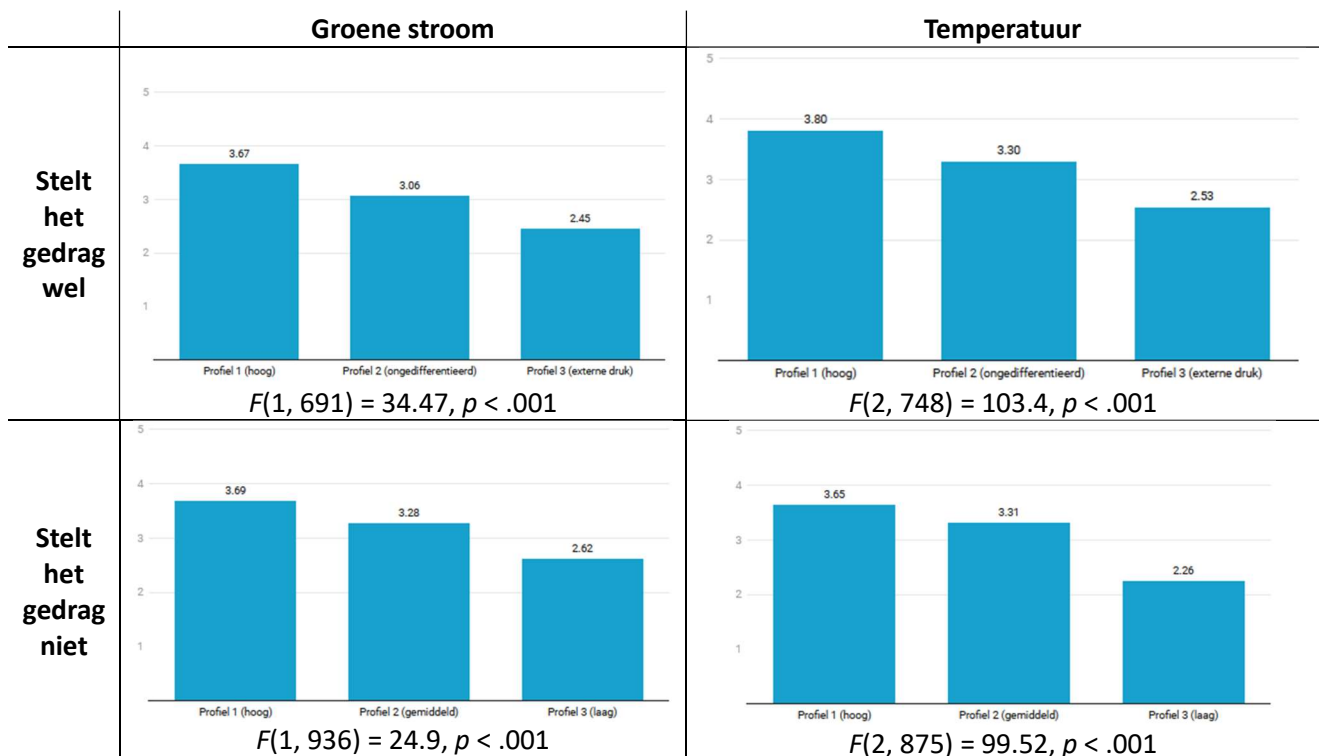 Groene stroom
Temperatuur
Stelt
het
gedrag
wel
5
4
3
2
1
3.67
3.06
2.45
Profiel 1 (hoog)
Profiel 2 (ongedifferentieerd)
Profiel 3 (externe druk)
F(1, 691) = 34.47, p < .001
5
4
3
2
1
3.80
3.30
2.53
Profiel 1 (hoog)
Profiel 2 (ongedifferentieerd)
Profiel 3 (externe druk)
F(2, 748) = 103.4, p < .001
Stelt
het
gedrag
niet
5
4
3
2
1
3.69
3.28
2.62
Profiel 1 (hoog)
Profiel 2 (gemiddeld)
Profiel 3 (laag)
F(1, 936) = 24.9, p < .001
5
4
3
2
1
3.65
3.31
2.26
Profiel 1 (hoog)
Profiel 2 (gemiddeld)
Profiel 3 (laag)
F(2, 875) = 99.52, p < .001